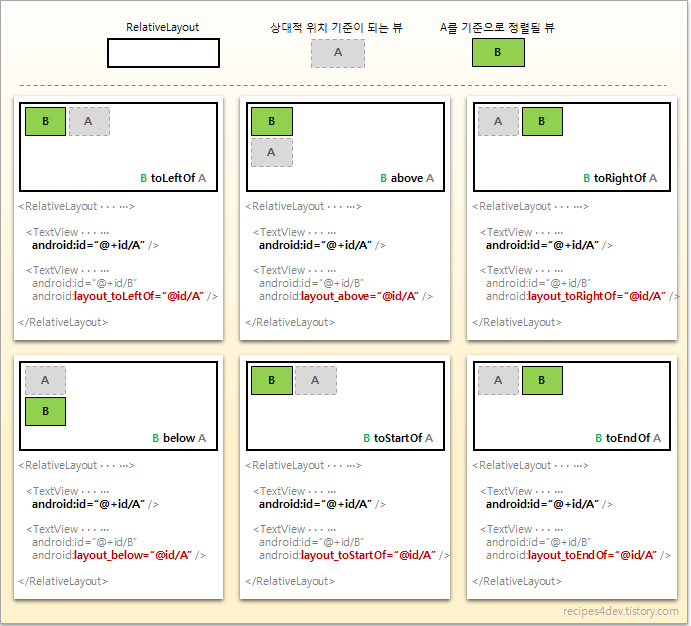 RelativeLayout
상대적 위치 기준이 되는 뷰
A를 기준으로 정렬될 뷰
A
B
B A
B toLeftOf A
<RelativeLayout ··· ···>
<TextView ··· ···
android:id="@+id/A" />
<TextView ··· ···
android:id="@+id/B"
android:layout_toLeftOf="@id/A" />
</RelativeLayout>
B
A
B above A
<RelativeLayout ··· ···>
<TextView ··· ···
android:id="@+id/A" />
<TextView ··· ···
android:id="@+id/B"
android:layout_above="@id/A" />
</RelativeLayout>
A B
B toRightOf A
<RelativeLayout ··· ···>
<TextView ··· ···
android:id="@+id/A" />
<TextView ··· ···
android:id="@+id/B"
android:layout_toRightOf="@id/A" />
</RelativeLayout>
A
B
B below A
<RelativeLayout ··· ···>
<TextView ··· ···
android:id="@+id/A" />
<TextView ··· ···
android:id="@+id/B"
android:layout_below="@id/A" />
</RelativeLayout>
B A
B toStartOf A
<RelativeLayout ··· ···>
<TextView ··· ···
android:id="@+id/A" />
<TextView ··· ···
android:id="@+id/B"
android:layout_toStartOf="@id/A" />
</RelativeLayout>
A B
B toEndOf A
<RelativeLayout ··· ···>
<TextView ··· ···
android:id="@+id/A" />
<TextView ··· ···
android:id="@+id/B"
android:layout_toEndOf="@id/A" />
</RelativeLayout>
recipes4dev.tistory.com